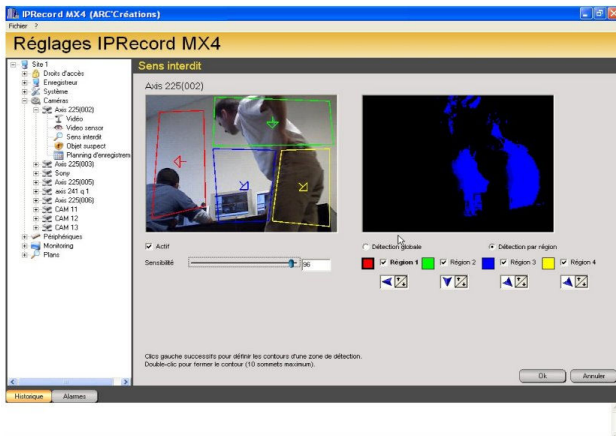 IPRecord MX4 (ARC'Créations)
Fichier ?
Réglages IPRecord MX4
Site 1
Droits d'accès
Enregistreur
Système
Caméras
Axis 225(002)
Vidéo
Vidéo sensor
Sens interdit
Objet suspect
Planning d'enregistrem
Axis 225(003)
Sony
Axis 225(005)
axis 241 q 1
Axis 225(006)
CAM 11
CAM 12
CAM 13
Périphériques
Monitoring
Plans
Sens interdit
Axis 225(002)
Actif
Sensibilité
96
Détection globale
Détection par région
Région 1
Région 2
Région 3
Région 4
Clics gauche successifs pour définir les contours d'une zone de détection.
Double-clic pour fermer le contour (10 sommets maximum).
Ok
Annuler
Historique
Alarmes